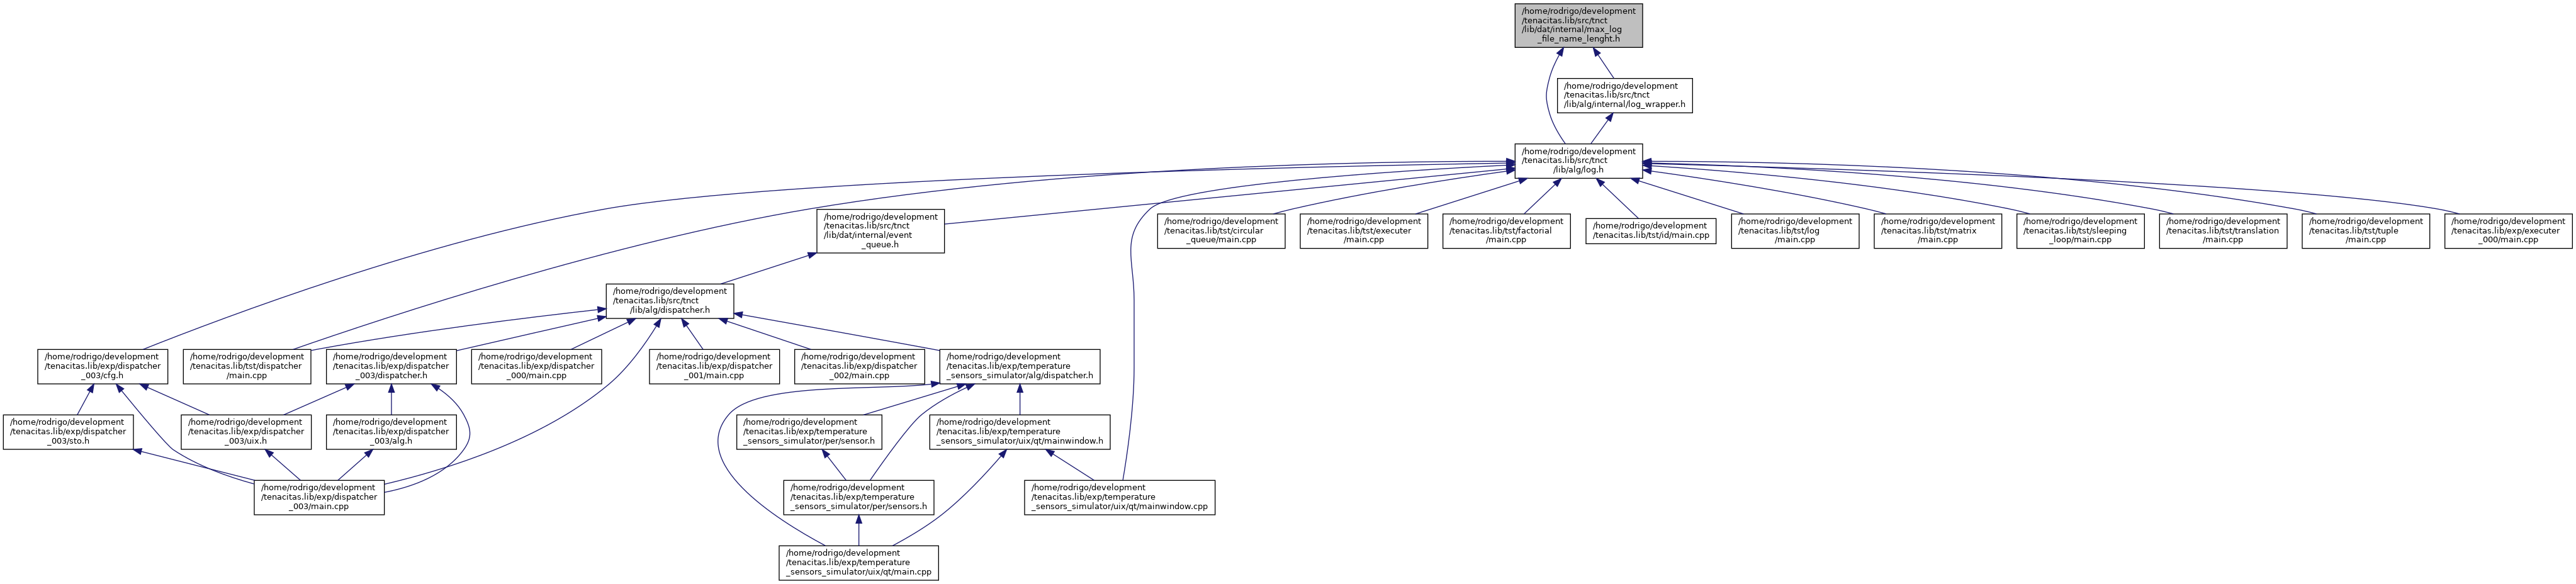 /home/rodrigo/development
/tenacitas.lib/src/tnct
/lib/dat/internal/max_log
_file_name_lenght.h
/home/rodrigo/development
/tenacitas.lib/src/tnct
/lib/alg/internal/log_wrapper.h
/home/rodrigo/development
/tenacitas.lib/src/tnct
/lib/alg/log.h
/home/rodrigo/development
/tenacitas.lib/src/tnct
/lib/dat/internal/event
_queue.h
/home/rodrigo/development
/tenacitas.lib/tst/circular
_queue/main.cpp
/home/rodrigo/development
/tenacitas.lib/tst/executer
/main.cpp
/home/rodrigo/development
/tenacitas.lib/tst/factorial
/main.cpp
/home/rodrigo/development
/tenacitas.lib/tst/id/main.cpp
/home/rodrigo/development
/tenacitas.lib/tst/log
/main.cpp
/home/rodrigo/development
/tenacitas.lib/tst/matrix
/main.cpp
/home/rodrigo/development
/tenacitas.lib/tst/sleeping
_loop/main.cpp
/home/rodrigo/development
/tenacitas.lib/tst/translation
/main.cpp
/home/rodrigo/development
/tenacitas.lib/tst/tuple
/main.cpp
/home/rodrigo/development
/tenacitas.lib/exp/executer
_000/main.cpp
/home/rodrigo/development
/tenacitas.lib/src/tnct
/lib/alg/dispatcher.h
/home/rodrigo/development
/tenacitas.lib/exp/dispatcher
_003/cfg.h
/home/rodrigo/development
/tenacitas.lib/tst/dispatcher
/main.cpp
/home/rodrigo/development
/tenacitas.lib/exp/dispatcher
_003/dispatcher.h
/home/rodrigo/development
/tenacitas.lib/exp/dispatcher
_000/main.cpp
/home/rodrigo/development
/tenacitas.lib/exp/dispatcher
_001/main.cpp
/home/rodrigo/development
/tenacitas.lib/exp/dispatcher
_002/main.cpp
/home/rodrigo/development
/tenacitas.lib/exp/temperature
_sensors_simulator/alg/dispatcher.h
/home/rodrigo/development
/tenacitas.lib/exp/dispatcher
_003/sto.h
/home/rodrigo/development
/tenacitas.lib/exp/dispatcher
_003/uix.h
/home/rodrigo/development
/tenacitas.lib/exp/dispatcher
_003/alg.h
/home/rodrigo/development
/tenacitas.lib/exp/temperature
_sensors_simulator/per/sensor.h
/home/rodrigo/development
/tenacitas.lib/exp/temperature
_sensors_simulator/uix/qt/mainwindow.h
/home/rodrigo/development
/tenacitas.lib/exp/dispatcher
_003/main.cpp
/home/rodrigo/development
/tenacitas.lib/exp/temperature
_sensors_simulator/per/sensors.h
/home/rodrigo/development
/tenacitas.lib/exp/temperature
_sensors_simulator/uix/qt/mainwindow.cpp
/home/rodrigo/development
/tenacitas.lib/exp/temperature
_sensors_simulator/uix/qt/main.cpp